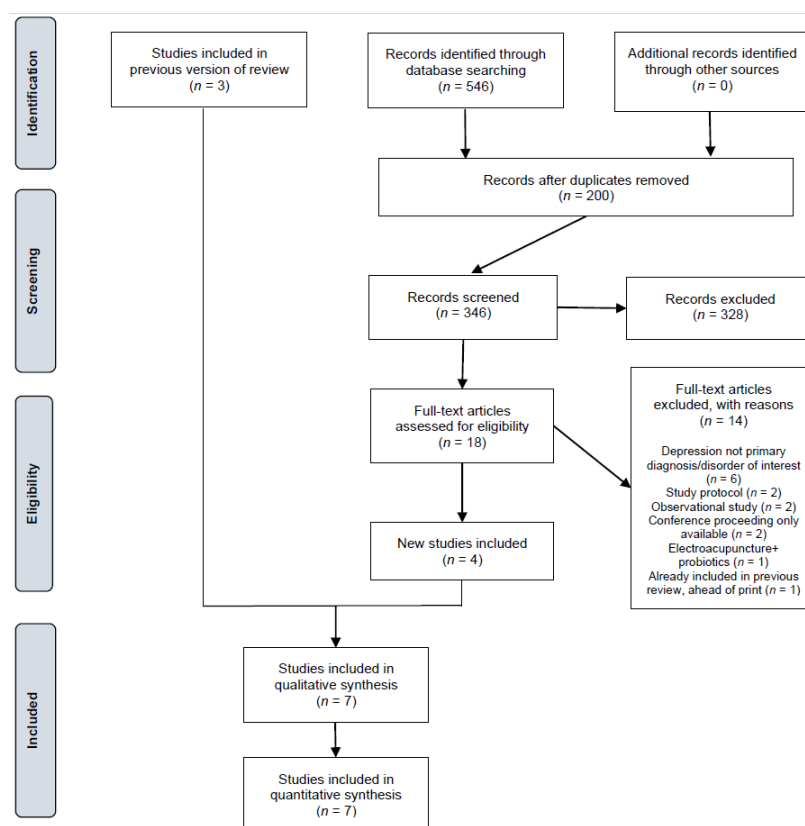 Identification
Studies included in
previous version of review
(n = 3)
Records identified through
database searching
(n = 546)
Additional records identified
through other sources
(n = 0)
Records after duplicates removed
(n = 200)
Screening
Records screened
(n = 346)
Records excluded
(n = 328)
Eligibility
Full-text articles
assessed for eligibility
(n = 18)
Full-text articles
excluded, with reasons
(n = 14)
Depression not primary
diagnosis/disorder of interest
(n = 6)
Study protocol (n = 2)
Observational study (n = 2)
Conference proceeding only
available (n = 2)
Electroacupuncture+
probiotics (n = 1)
Already included in previous
review, ahead of print (n = 1)
New studies included
(n = 4)
Included
Studies included in
qualitative synthesis
(n = 7)
Studies included in
quantitative synthesis
(n = 7)